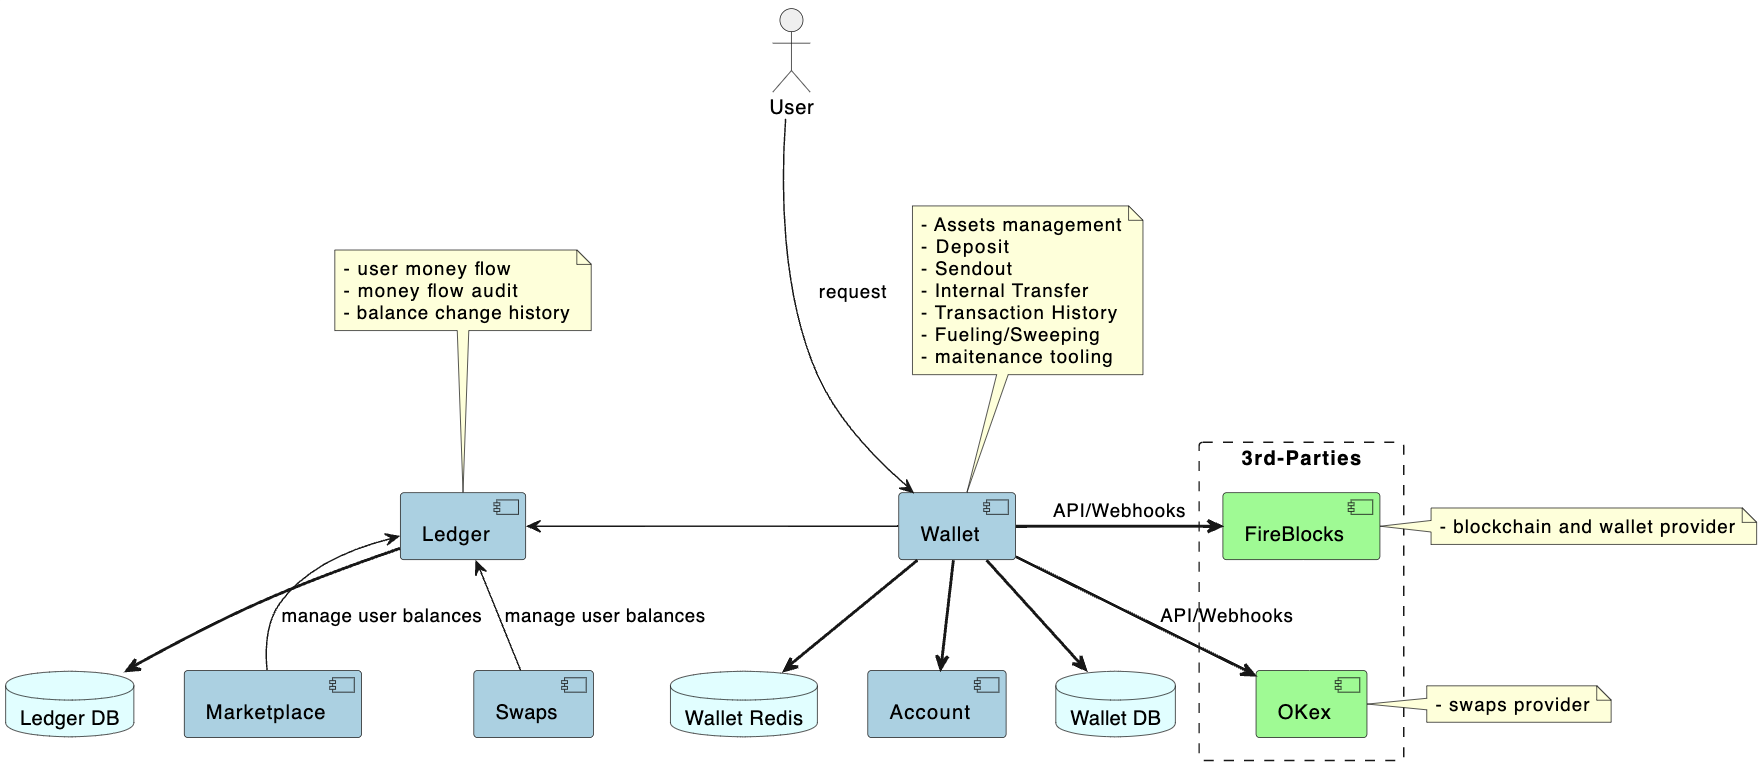 User
- Assets management
- Deposit
- Sendout
- Internal Transfer
- Transaction History
- Fueling/Sweeping
- maitenance tooling
- user money flow
- money flow audit
- balance change history
request
3rd-Parties
Ledger
Wallet
API/Webhooks
FireBlocks
- blockchain and wallet provider
manage user balances
manage user balances
API/Webhooks
Ledger DB
Marketplace
Swaps
Wallet Redis
Account
Wallet DB
OKex
- swaps provider